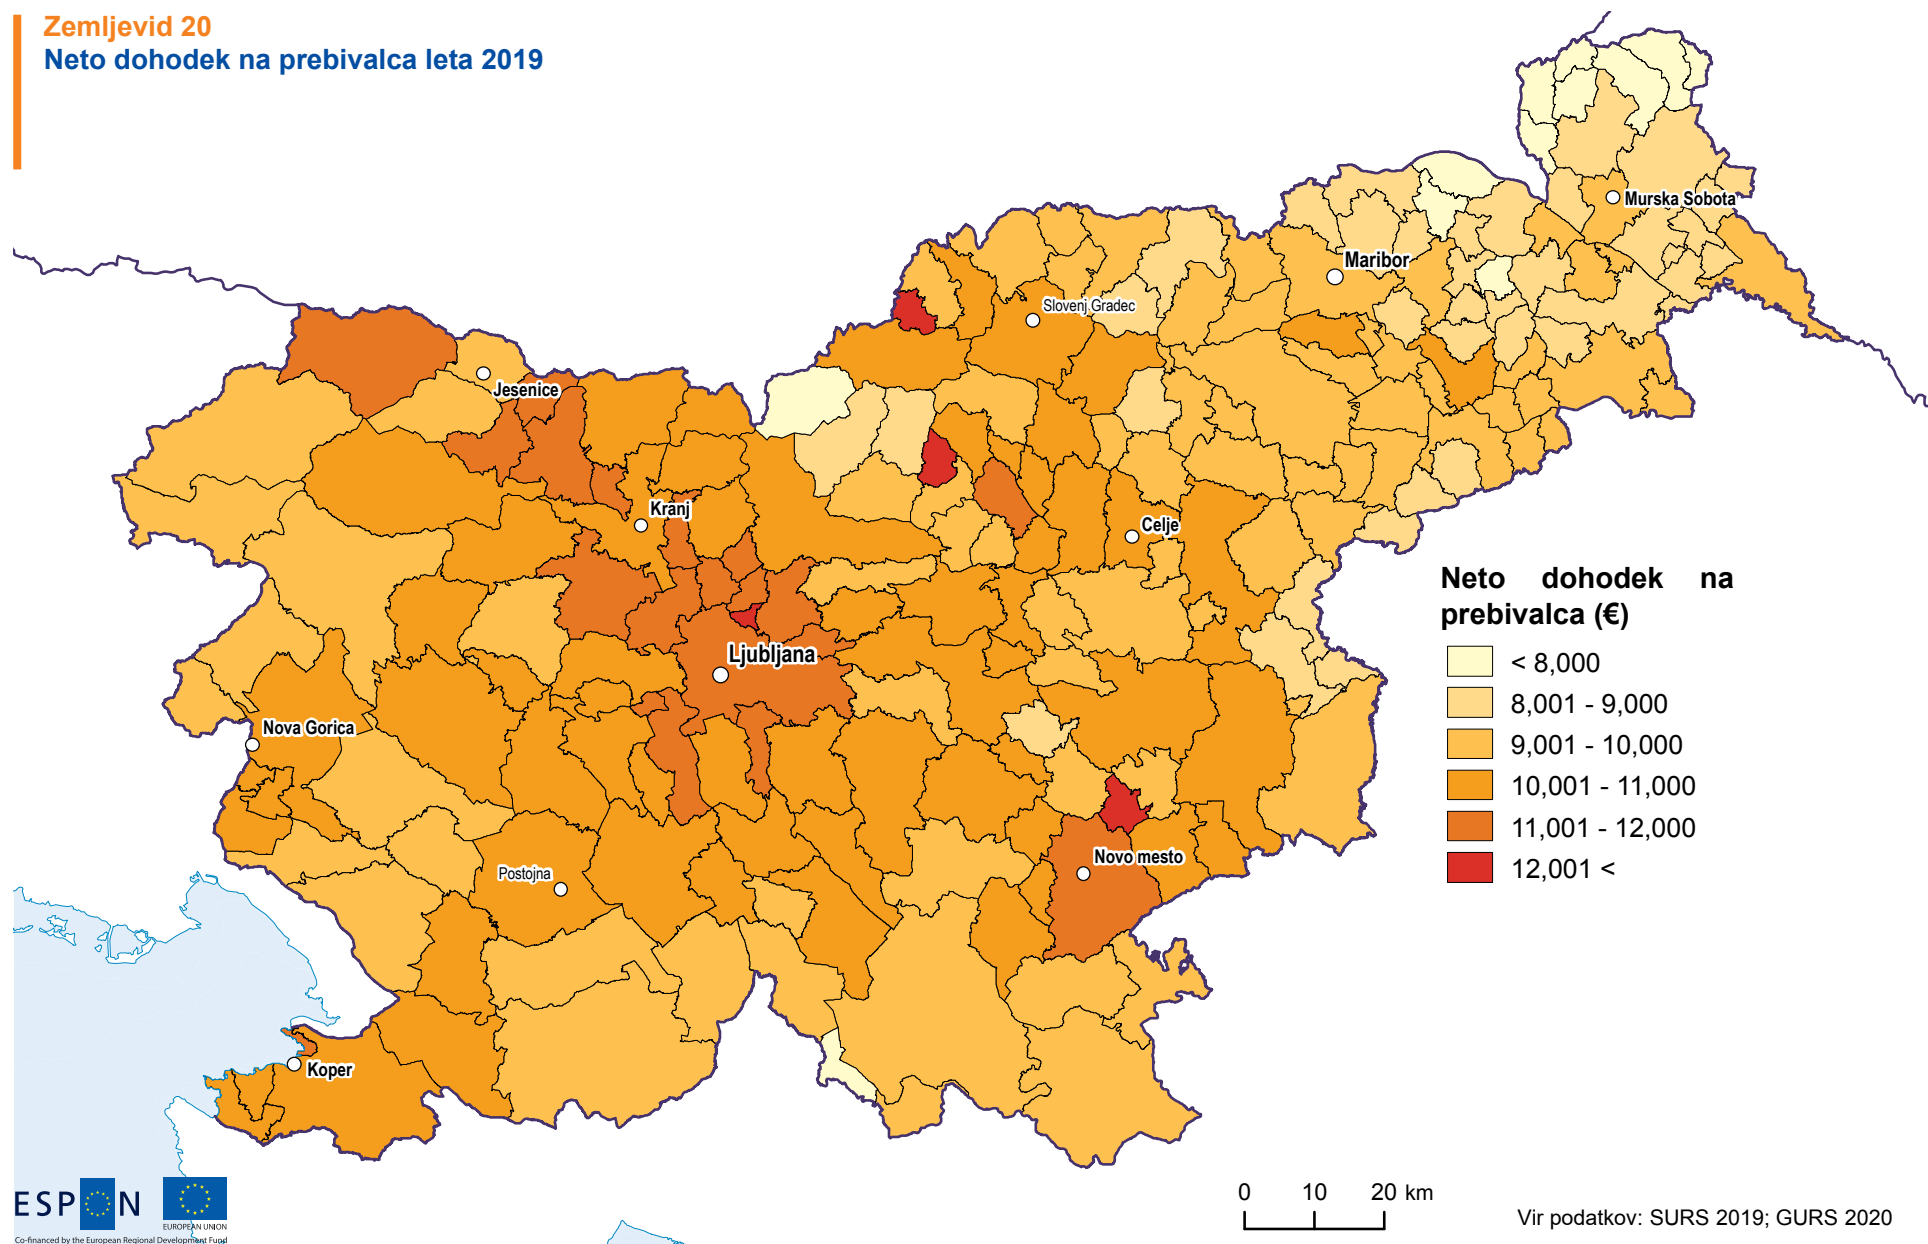 Zemljevid 20
Neto dohodek na prebivalca leta 2019
Murska Sobota
Maribor
Slovenj Gradec
Jesenice
Kranj
Celje
Ljubljana
Nova Gorica
Novo mesto
Postojna
Koper
Neto dohodek na
prebivalca (€)
< 8,000
8,001 - 9,000
9,001 - 10,000
10,001 - 11,000
11,001 - 12,000
12,001 <
0 10 20 km
Vir podatkov: SURS 2019; GURS 2020
ESPON
EUROPEAN UNION
Co-financed by the European Regional Development Fund